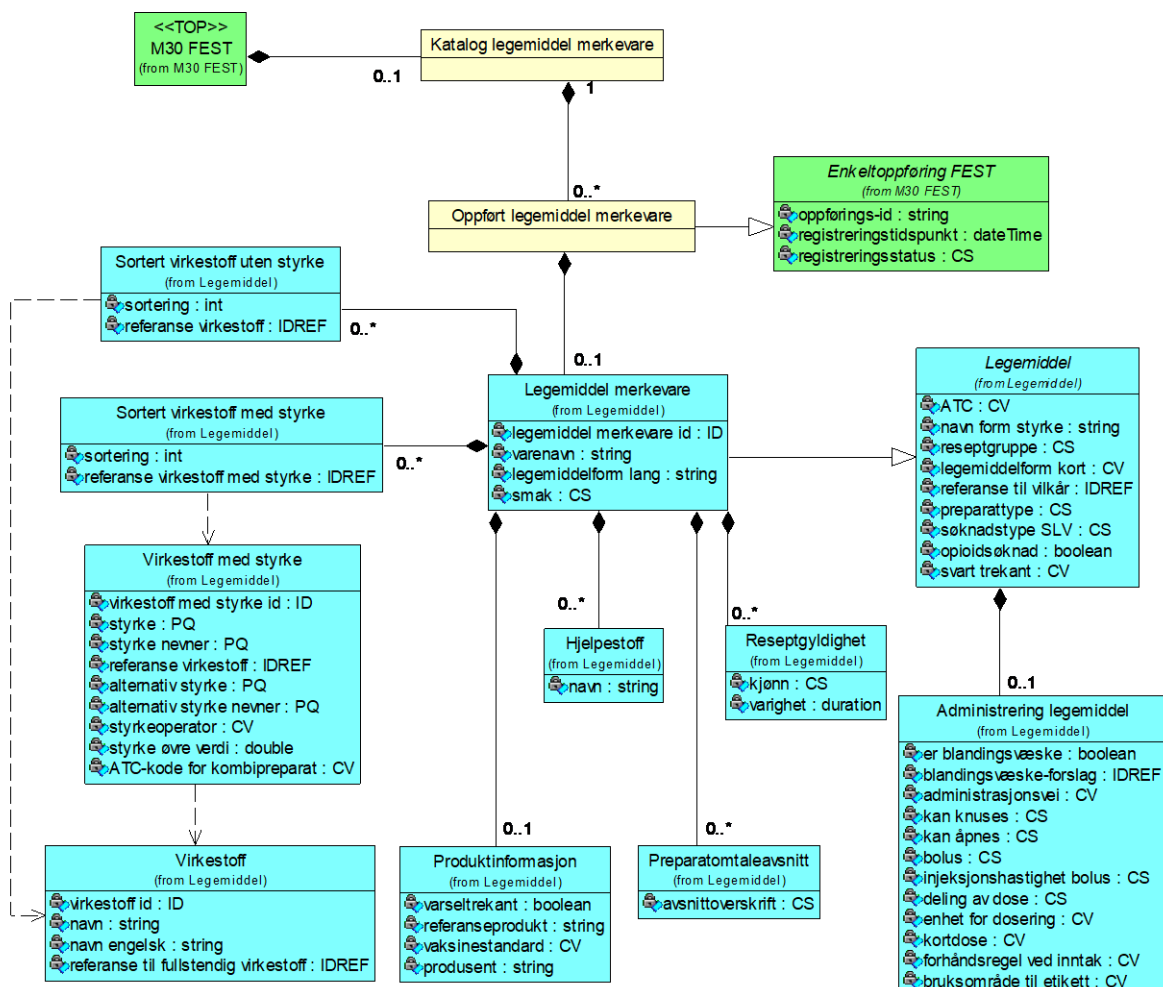 <<TOP>>
M30 FEST
(from M30 FEST)
0..1
Katalog legemiddel merkevare
1
0..*
Oppført legemiddel merkevare
Enkeltoppføring FEST
(from M30 FEST)
oppførings-id : string
registreringstidspunkt : dateTime
registreringsstatus : CS
Sortert virkestoff uten styrke
(from Legemiddel)
sortering : int
referanse virkestoff : IDREF
0..*
0..1
Legemiddel merkevare
(from Legemiddel)
legemiddel merkevare id : ID
varenavn : string
legemiddelform lang : string
smak : CS
Legemiddel
(from Legemiddel)
ATC : CV
navn form styrke : string
reseptgruppe : CS
legemiddelform kort : CV
referanse til vilkår : IDREF
preparattype : CS
søknadstype SLV : CS
opioidsøknad : boolean
svart trekant : CV
Sortert virkestoff med styrke
(from Legemiddel)
sortering : int
referanse virkestoff med styrke : IDREF
0..*
Virkestoff med styrke
(from Legemiddel)
virkestoff med styrke id : ID
styrke : PQ
styrke nevner : PQ
referanse virkestoff : IDREF
alternativ styrke : PQ
alternativ styrke nevner : PQ
styrkeoperator : CV
styrke øvre verdi : double
ATC-kode for kombipreparat : CV
0..*
Hjelpestoff
(from Legemiddel)
navn : string
0..*
Reseptgyldighet
(from Legemiddel)
kjønn : CS
varighet : duration
0..1
Administrering legemiddel
(from Legemiddel)
er blandingsvæske : boolean
blandingsvæske-forslag : IDREF
administrasjonsvei : CV
kan knuses : CS
kan åpnes : CS
bolus : CS
injeksjonshastighet bolus : CS
deling av dose : CS
enhet for dosering : CV
kortdose : CV
forhåndsregel ved inntak : CV
bruksområde til etikett : CV
Virkestoff
(from Legemiddel)
virkestoff id : ID
navn : string
navn engelsk : string
referanse til fullstendig virkestoff : IDREF
0..1
Produktinformasjon
(from Legemiddel)
varseltrekant : boolean
referanseprodukt : string
vaksinestandard : CV
produsent : string
0..*
Preparatomtaleavsnitt
(from Legemiddel)
avsnittoverskrift : CS